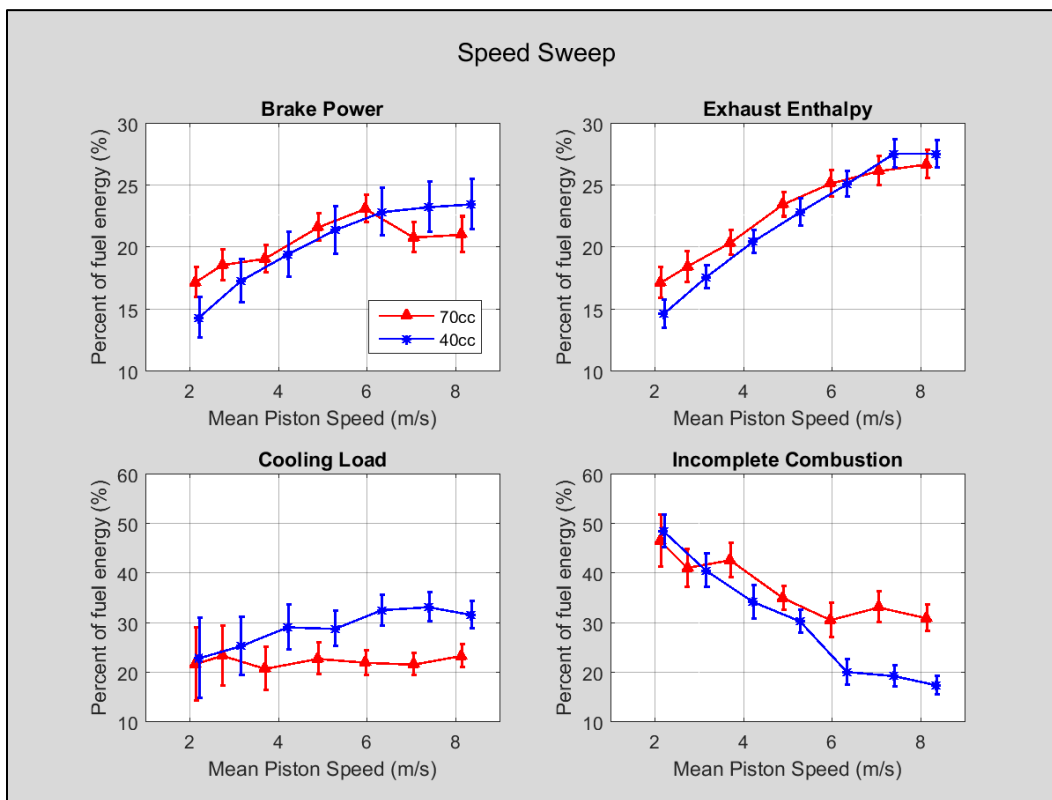 Speed Sweep
Brake Power
Percent of fuel energy (%)
30
25
20
15
10
2 4 6 8
Mean Piston Speed (m/s)
70cc
40cc
Exhaust Enthalpy
Percent of fuel energy (%)
30
25
20
15
10
2 4 6 8
Mean Piston Speed (m/s)
Cooling Load
Percent of fuel energy (%)
60
50
40
30
20
10
2 4 6 8
Mean Piston Speed (m/s)
Incomplete Combustion
Percent of fuel energy (%)
60
50
40
30
20
10
2 4 6 8
Mean Piston Speed (m/s)